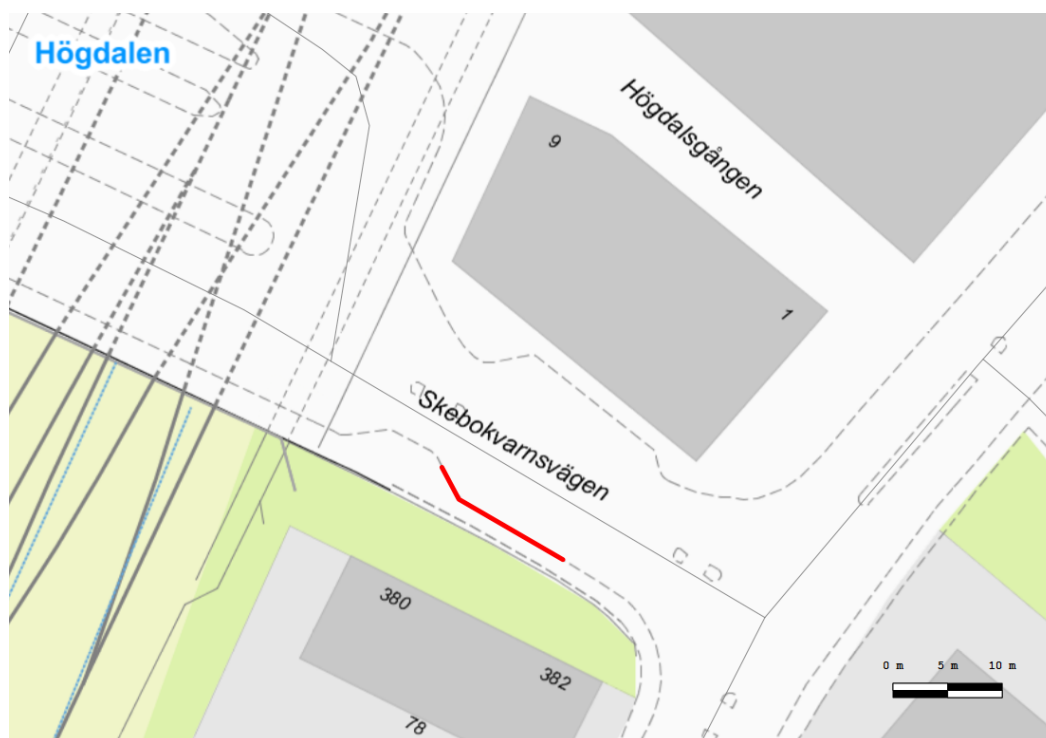 Högdalen
Högdalsgången
9
1
Skebokvarnsvägen
380
382
78
0 m 5 m 10 m